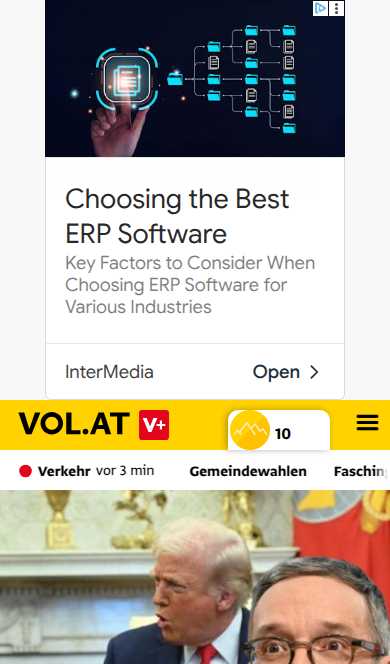 Choosing the Best
ERP Software
Key Factors to Consider When
Choosing ERP Software for
Various Industries
InterMedia
Open
VOL.AT V+
10
Verkehr vor 3 min Gemeindewahlen Fasching